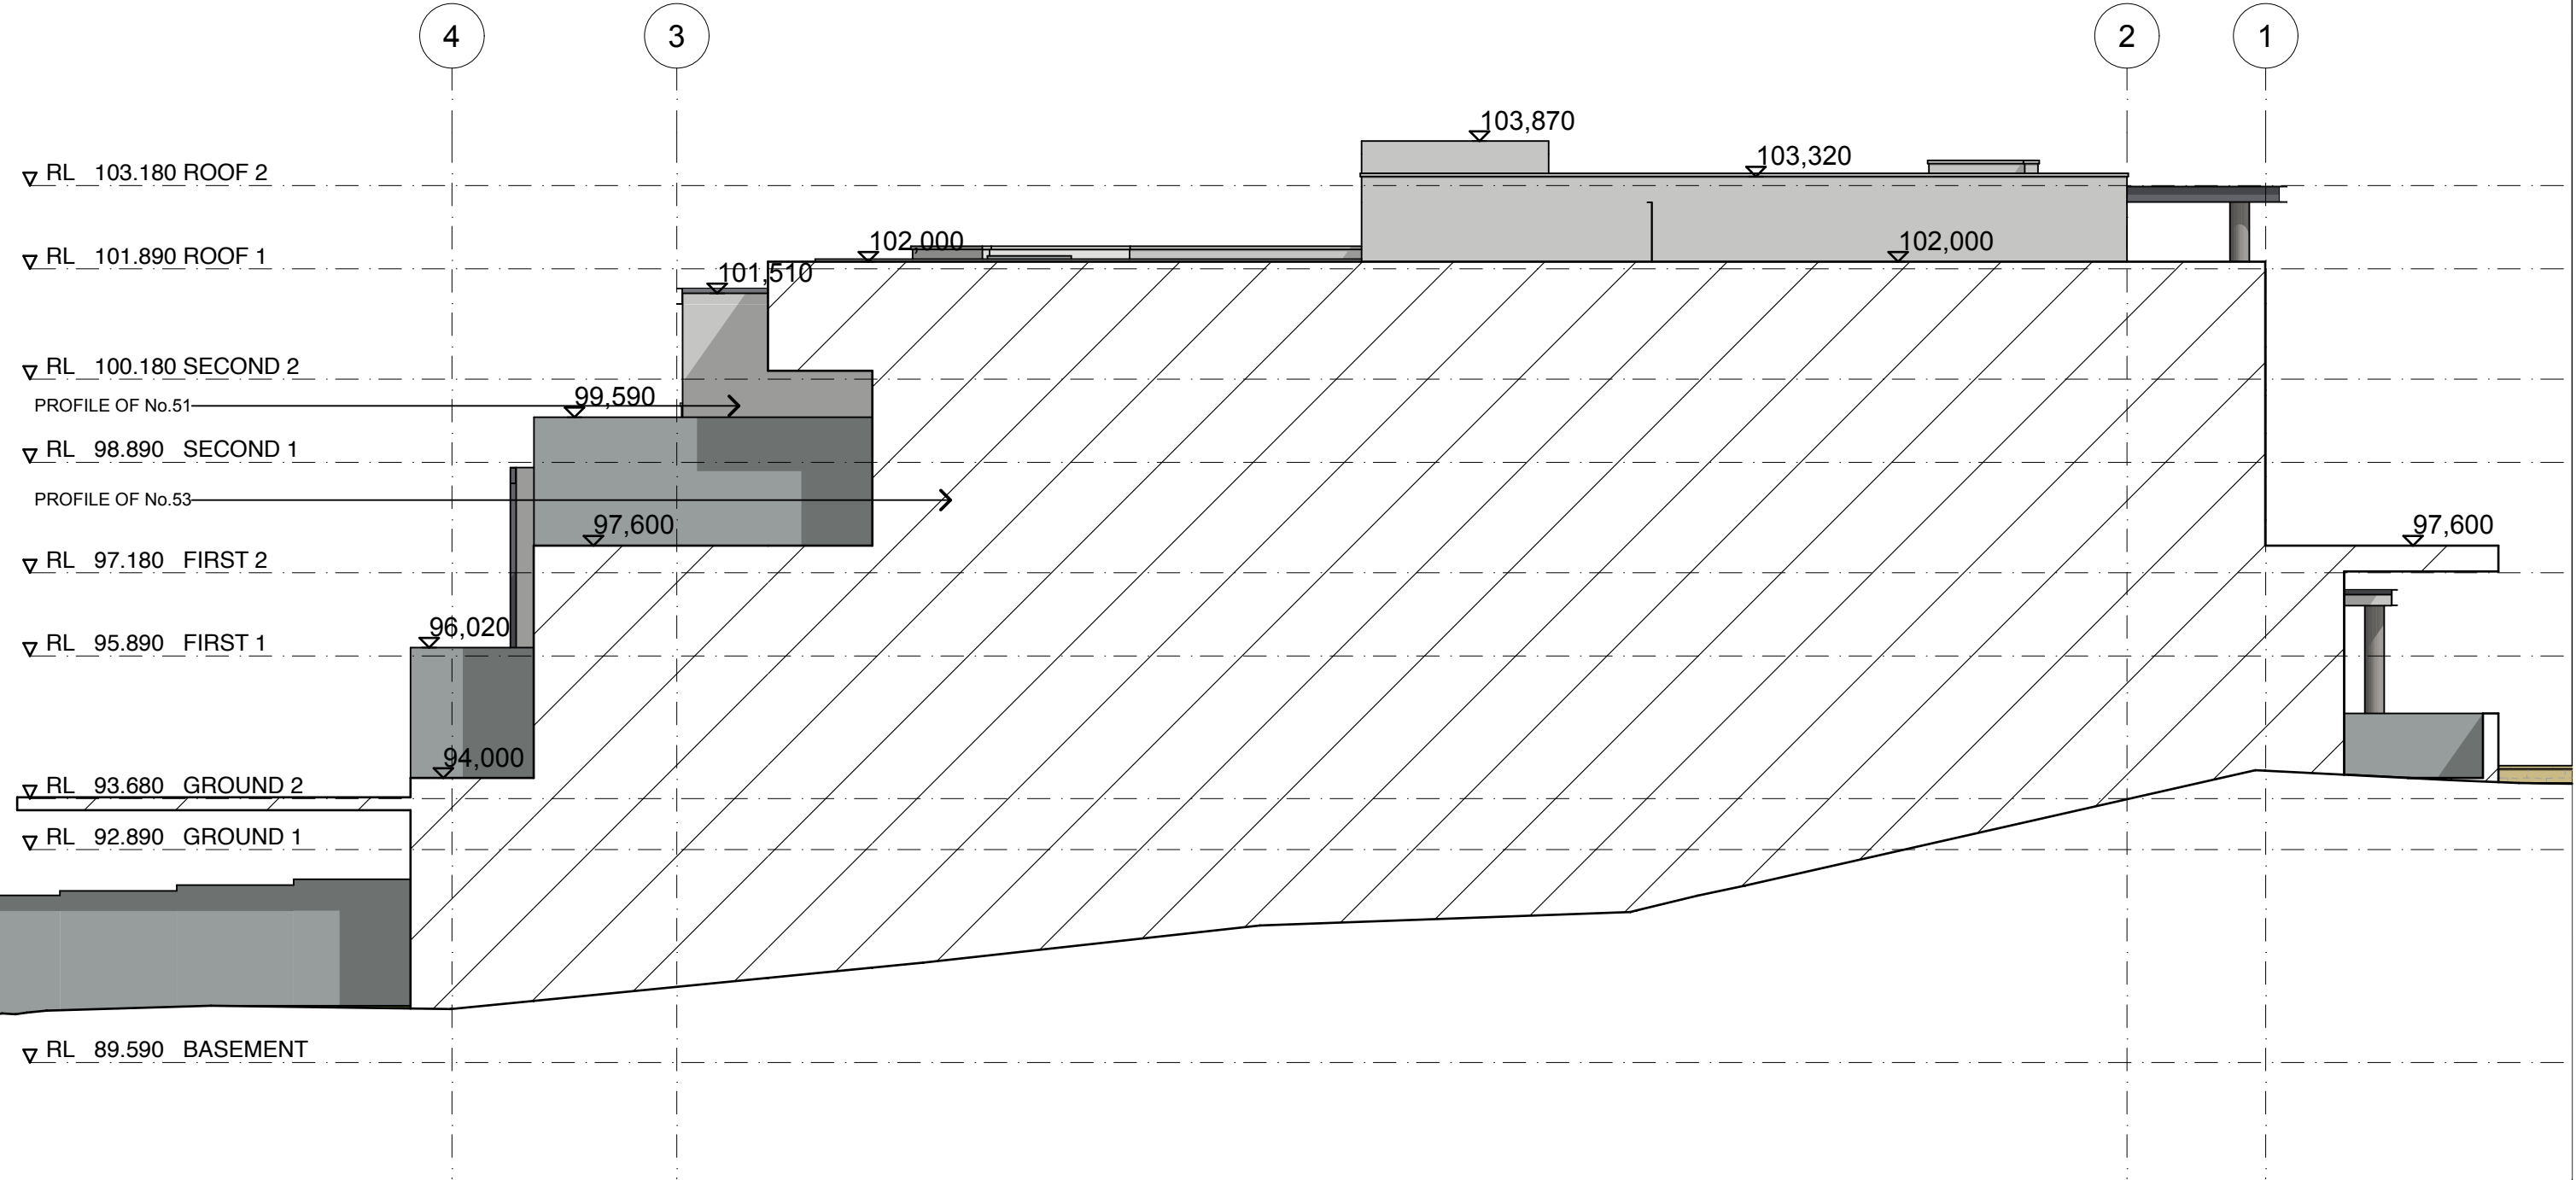 4 3 2 1
103,870
103,320
RL 103.180 ROOF 2
102,000 102,000
RL 101.890 ROOF 1
101,510
RL 100.180 SECOND 2
99,590
PROFILE OF No.51
RL 98.890 SECOND 1
PROFILE OF No.53
97,600 97,600
RL 97.180 FIRST 2
96,020
RL 95.890 FIRST 1
94,000
RL 93.680 GROUND 2
RL 92.890 GROUND 1
RL 89.590 BASEMENT